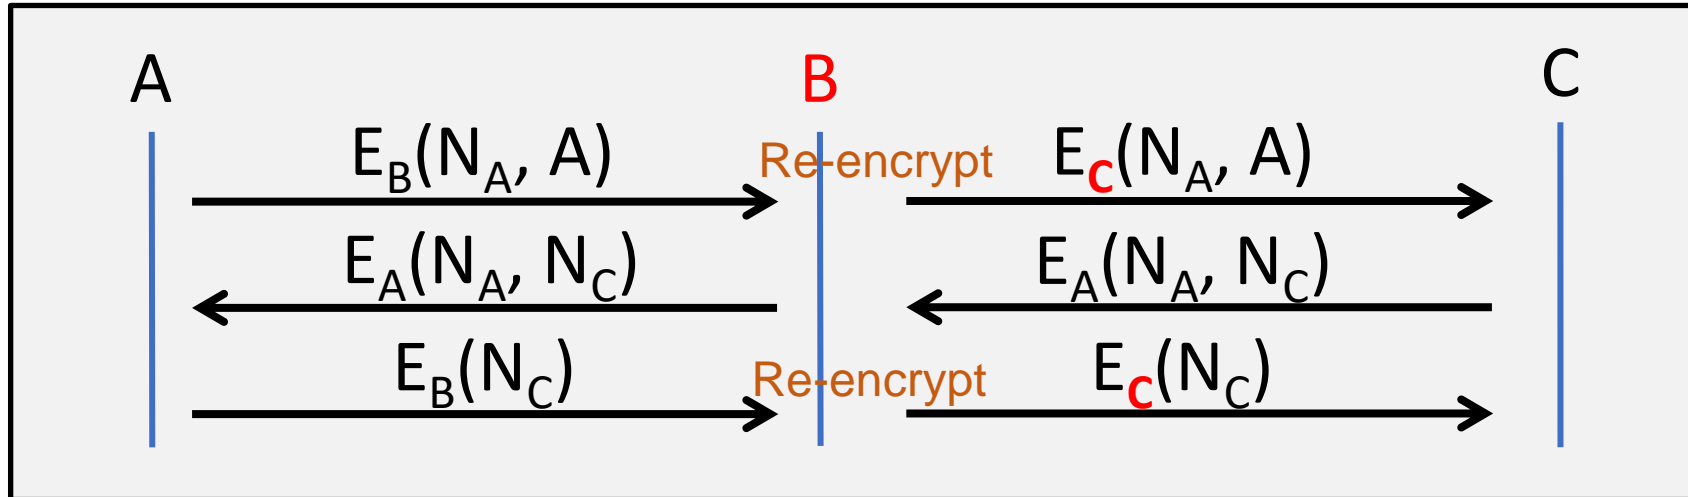 A B C
E_B(N_A, A) Re-encrypt E_C(N_A, A)
E_A(N_A, N_C) E_A(N_A, N_C)
E_B(N_C) Re-encrypt E_C(N_C)